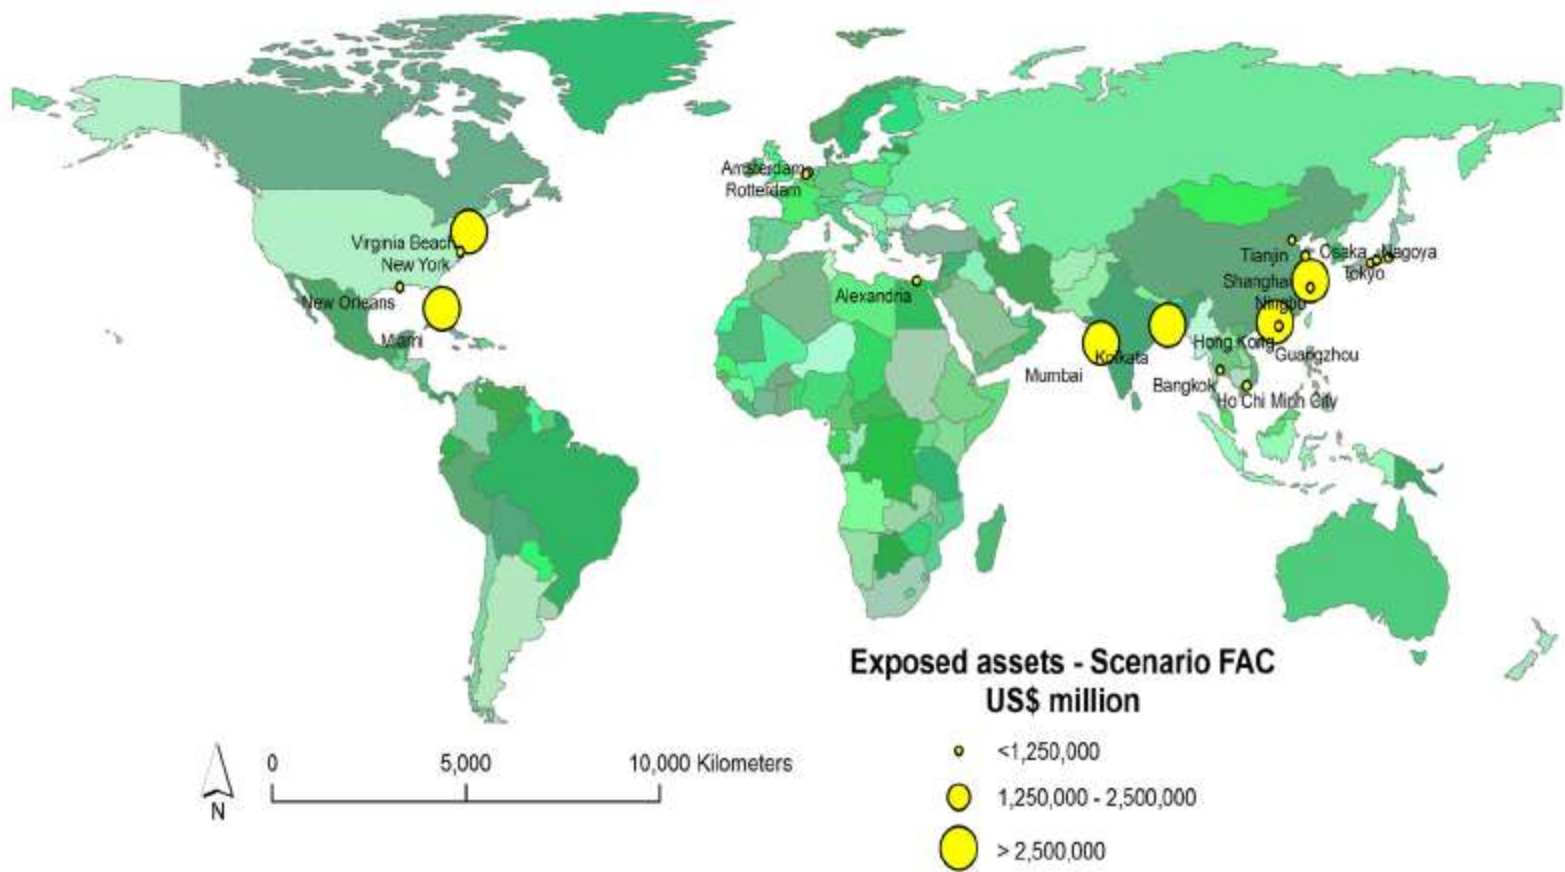 Amsterdam
Rotterdam
Virginia Beach
New York
New Orleans
Miami
Alexandria
Tianjin
Osaka
Nagoya
Tokyo
Shanghai
Ningbo
Hong Kong
Guangzhou
Kolkata
Mumbai
Bangkok
Ho Chi Minh City
Exposed assets - Scenario FAC
US$ million
<1,250,000
1,250,000 - 2,500,000
> 2,500,000
0 5,000 10,000 Kilometers
N